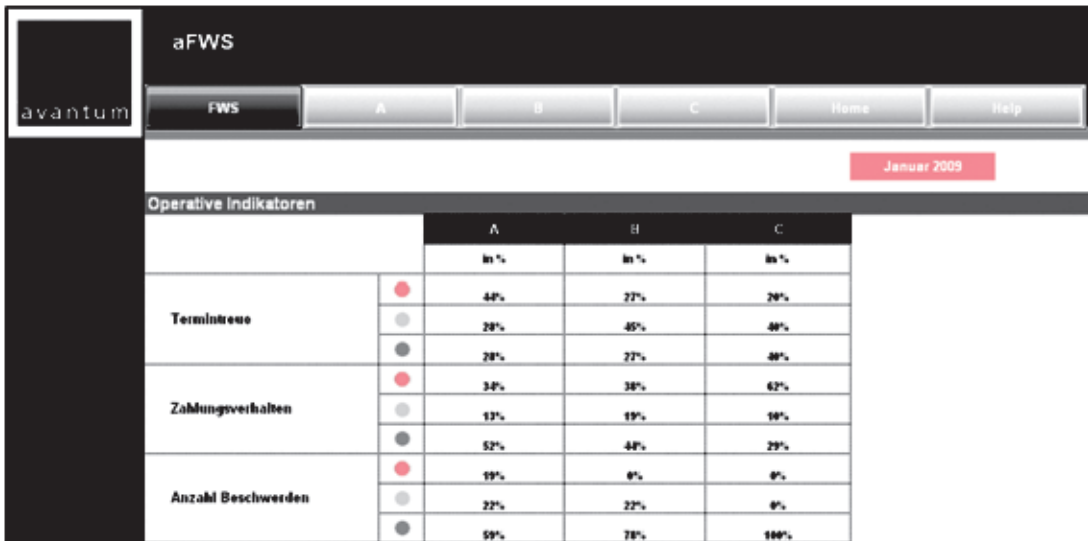 aFWS
avantum
FWS A B C Home Help
Januar 2009
Operative Indikatoren
A B C
in % in % in %
44% 27% 20%
Termintreue
28% 45% 40%
28% 27% 40%
34% 38% 62%
Zahlungsverhalten
13% 19% 10%
52% 44% 29%
19% 0% 0%
Anzahl Beschwerden
22% 22% 0%
59% 78% 100%